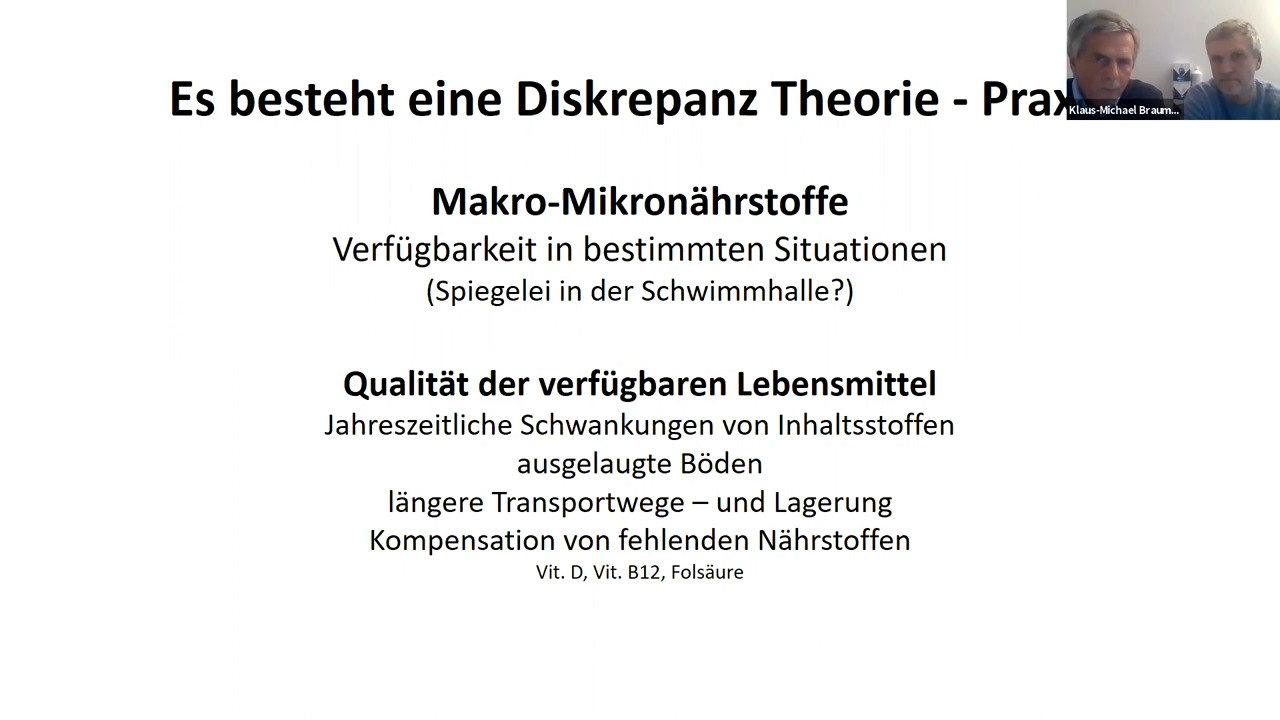 Es besteht eine Diskrepanz Theorie - Prax
Klaus-Michael Braum...
Makro-Mikronährstoffe
Verfügbarkeit in bestimmten Situationen
(Spiegelei in der Schwimmhalle?)
Qualität der verfügbaren Lebensmittel
Jahreszeitliche Schwankungen von Inhaltsstoffen
ausgelaugte Böden
längere Transportwege – und Lagerung
Kompensation von fehlenden Nährstoffen
Vit. D, Vit. B12, Folsäure